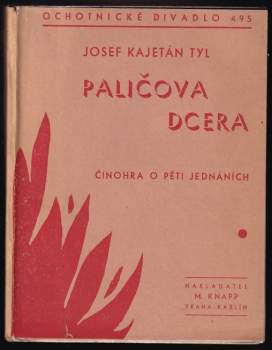 OCHOTNICKÉ DIVADLO 495
JOSEF KAJETÁN TYL
PALIČOVA
DCERA
ČINOHRA O PĚTI JEDNÁNÍCH
NAKLADATEL
M. KNAPP
PRAHA-KARLÍN